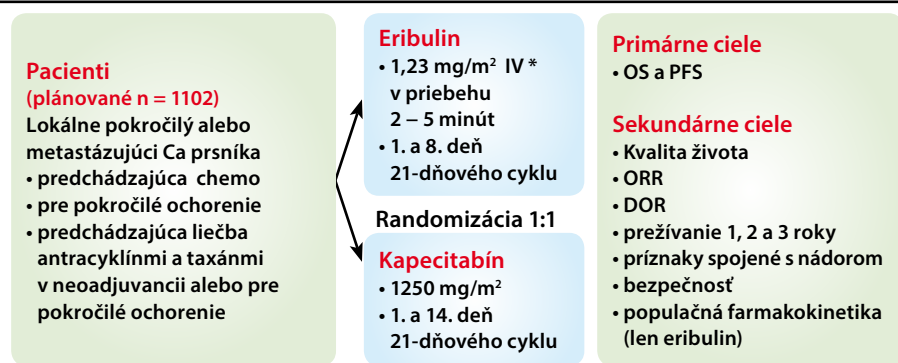 Pacienti
(plánované n = 1102)
Lokálne pokročilý alebo
metastázujúci Ca prsníka
• predchádzajúca chemo
• pre pokročilé ochorenie
• predchádzajúca liečba
antracyklínmi a taxánmi
v neoadjuvancii alebo pre
pokročilé ochorenie
Eribulin
• 1,23 mg/m² IV *
v priebehu
2 – 5 minút
• 1. a 8. deň
21-dňového cyklu
Randomizácia 1:1
Kapecitabín
• 1250 mg/m²
• 1. a 14. deň
21-dňového cyklu
Primárne ciele
• OS a PFS
Sekundárne ciele
• Kvalita života
• ORR
• DOR
• prežívanie 1, 2 a 3 roky
• príznaky spojené s nádorom
• bezpečnosť
• populačná farmakokinetika
(len eribulin)